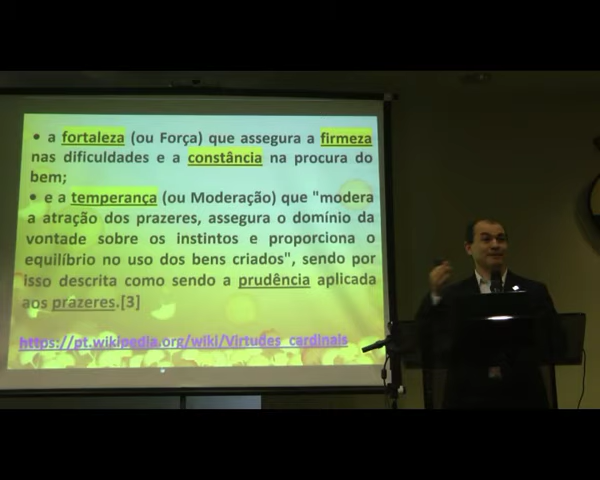 • a fortaleza (ou Força) que assegura a firmeza
nas dificuldades e a constância na procura do
bem;
• e a temperança (ou Moderação) que "modera
a atração dos prazeres, assegura o domínio da
vontade sobre os instintos e proporciona o
equilíbrio no uso dos bens criados", sendo por
isso descrita como sendo a prudência aplicada
aos prazeres.[3]
https://pt.wikipedia.org/wiki/Virtudes_cardinais